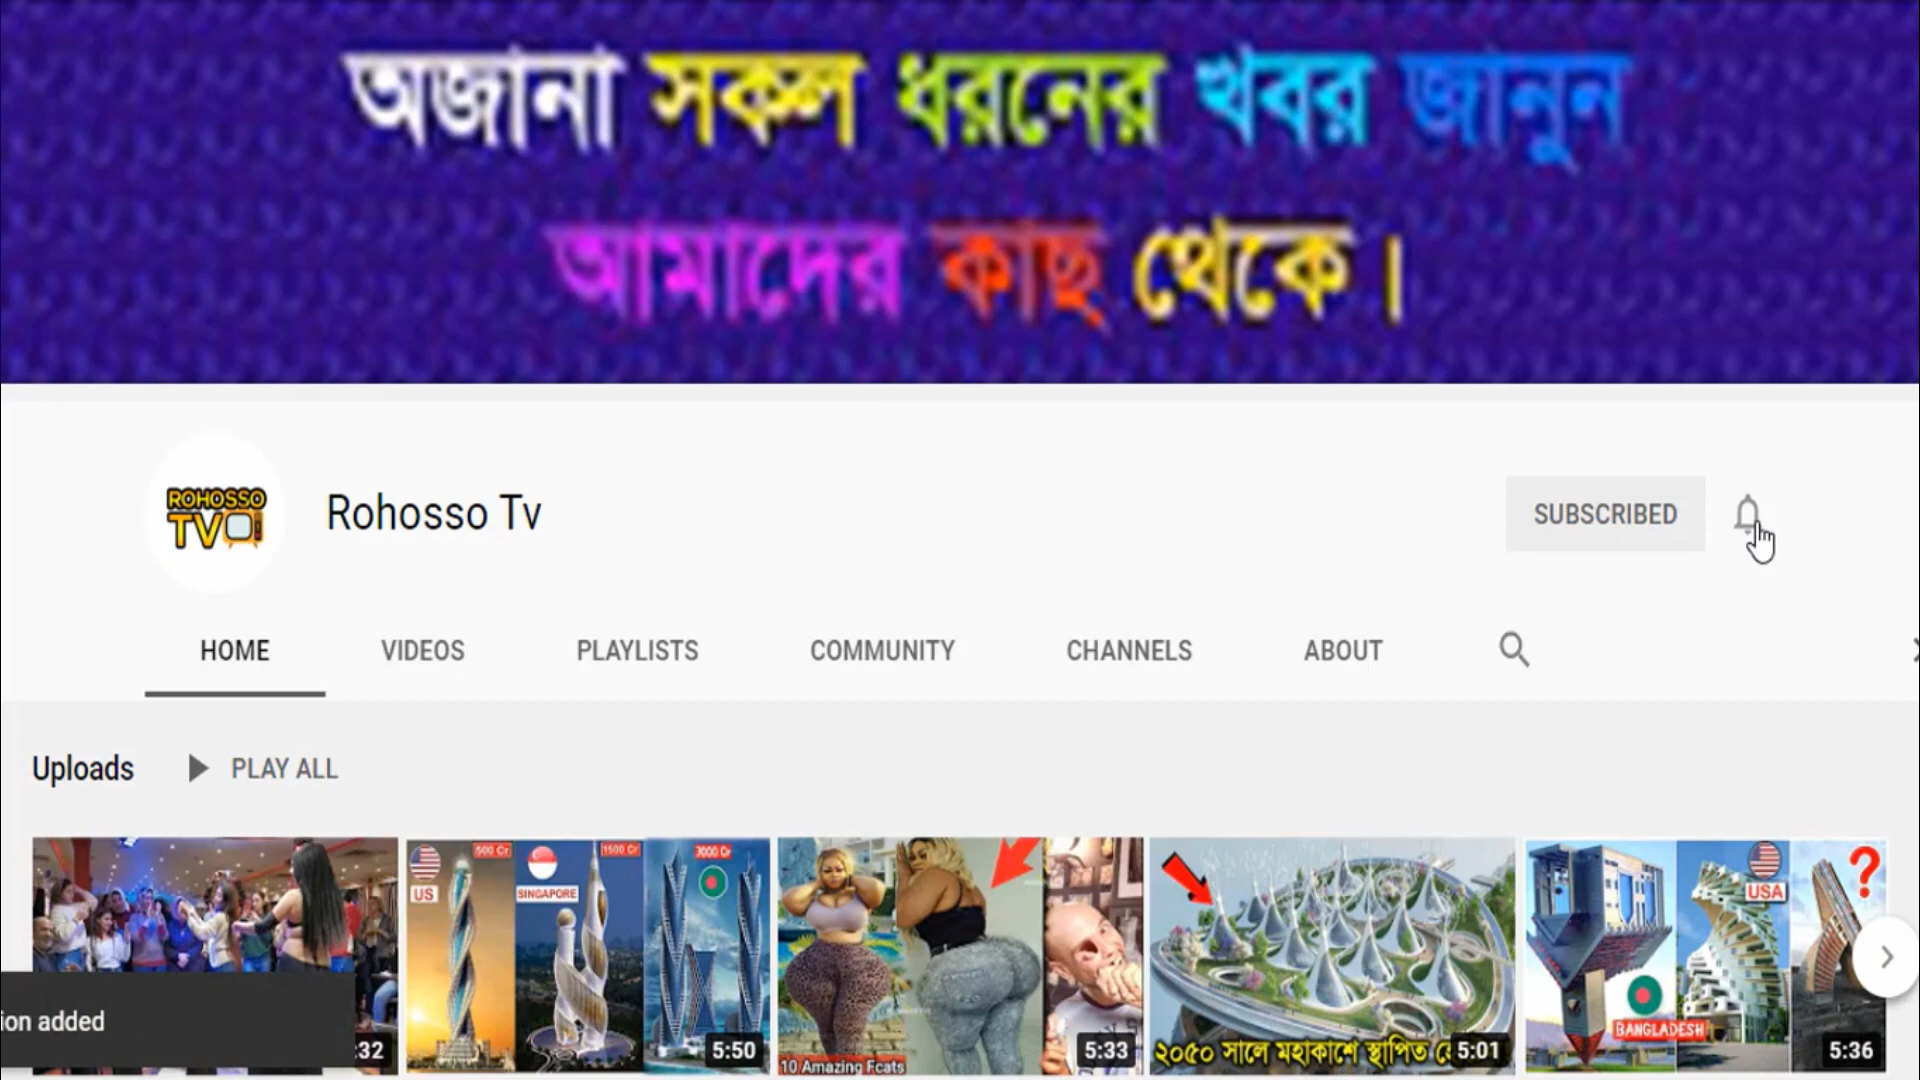 অজানা সকল ধরনের খবর জানুন
আমাদের কাছ থেকে।
ROHOSSO
TV
Rohosso Tv
SUBSCRIBED
HOME VIDEOS PLAYLISTS COMMUNITY CHANNELS ABOUT
Uploads PLAY ALL
500 Cr
US
1500 Cr
SINGAPORE
3000 Cr
5:50
10 Amazing Fcats
5:33
২০৫০ সালে মহাকাশে স্থাপিত
5:01
USA
?
BANGLADESH
5:36
ion added
:32